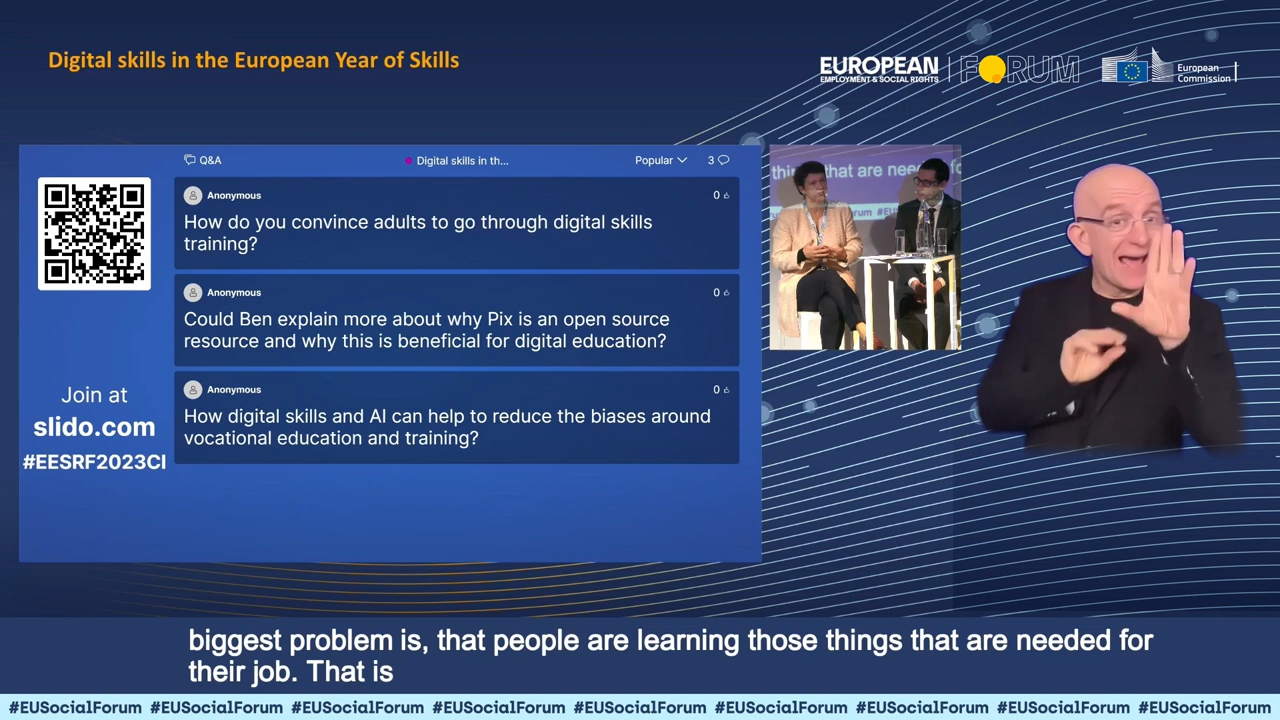 Digital skills in the European Year of Skills
EUROPEAN
EMPLOYMENT & SOCIAL RIGHTS
FORUM
European
Commission
Q&A
Digital skills in th...
Popular
3
Anonymous
0
How do you convince adults to go through digital skills
training?
Anonymous
0
Could Ben explain more about why Pix is an open source
resource and why this is beneficial for digital education?
Anonymous
0
How digital skills and AI can help to reduce the biases around
vocational education and training?
Join at
slido.com
#EESRF2023CI
that are
biggest problem is, that people are learning those things that are needed for
their job. That is
#EUSocialForum #EUSocialForum #EUSocialForum #EUSocialForum #EUSocialForum #EUSocialForum #EUSocialForum #EUSocialForum #EUSocialForum